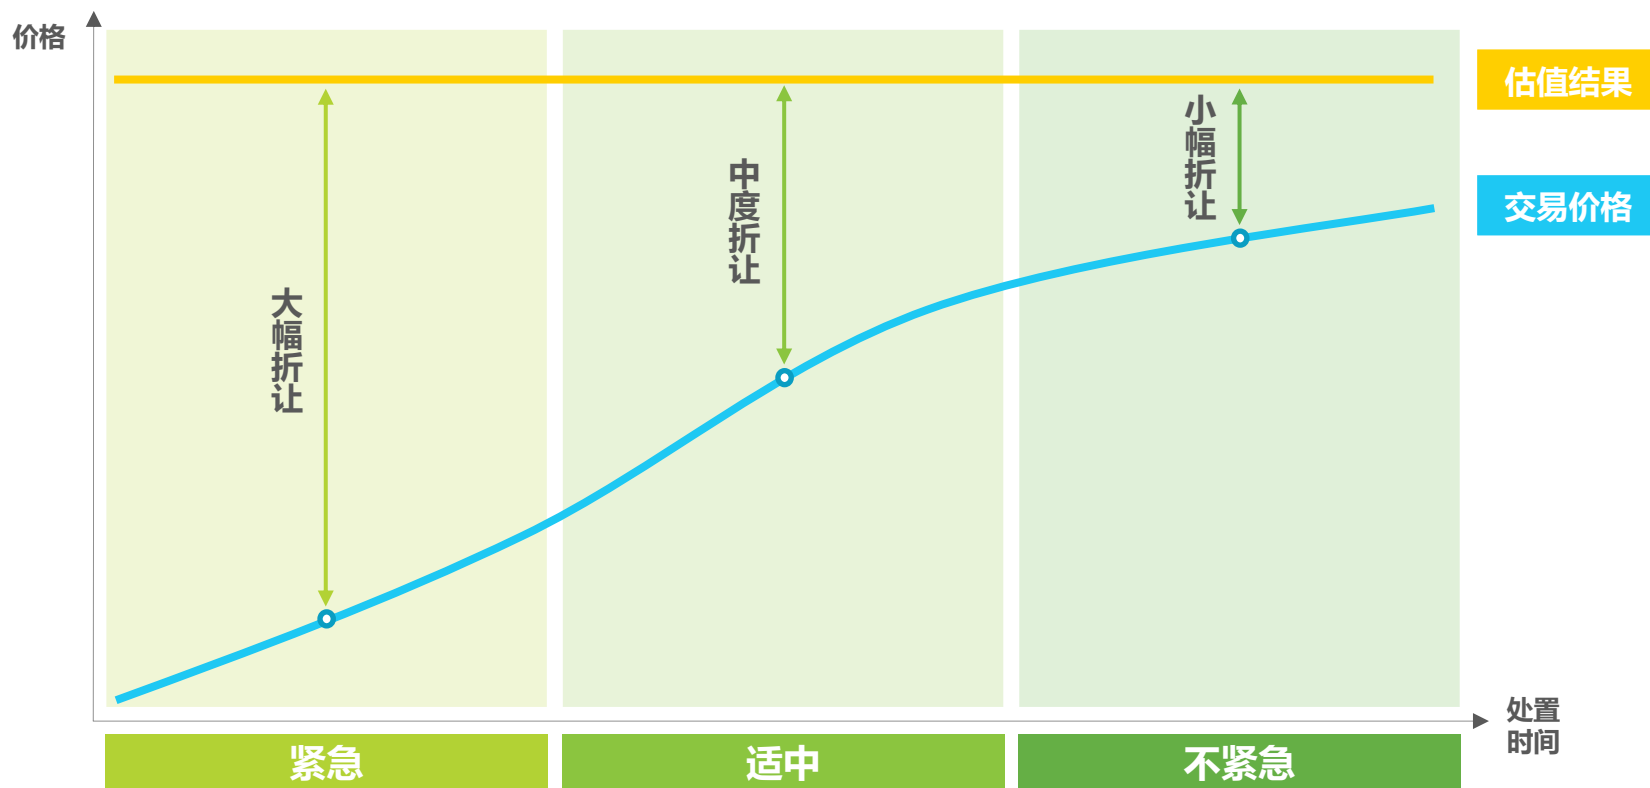 价格
估值结果
交易价格
大幅折让
中度折让
小幅折让
处置
时间
紧急
适中
不紧急